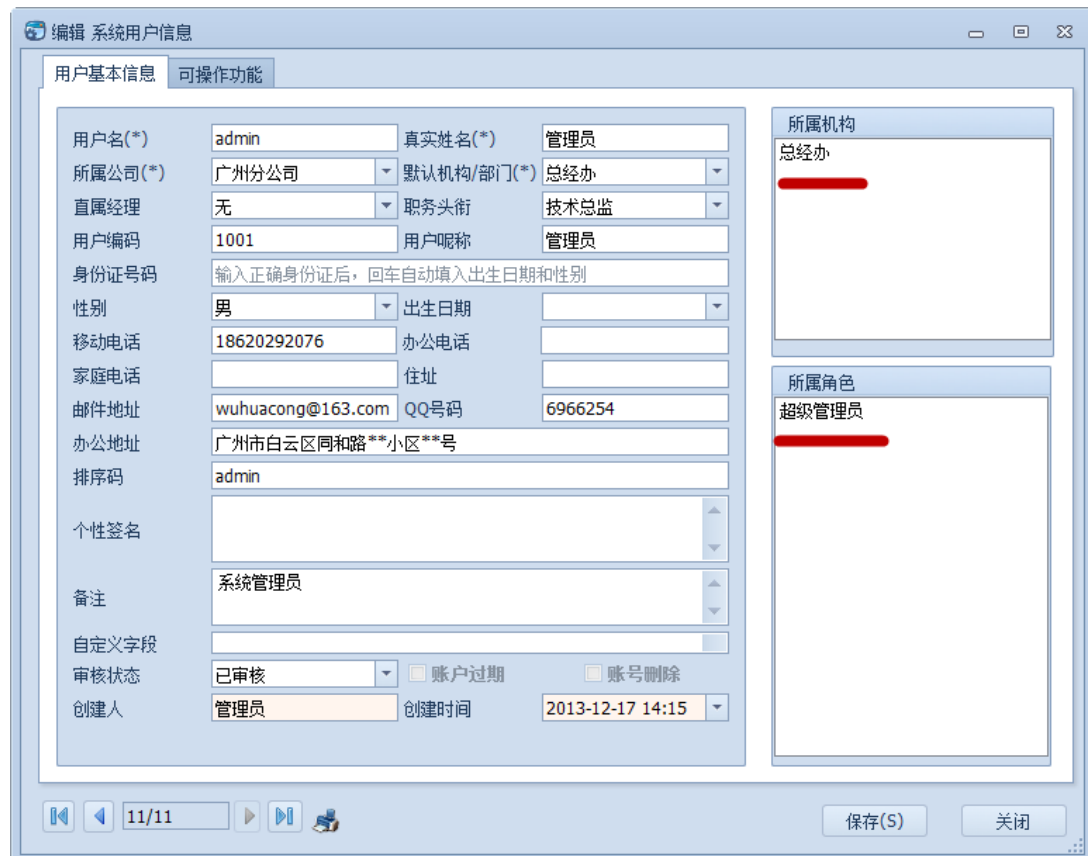 编辑 系统用户信息
用户基本信息 可操作功能
用户名(*) admin 真实姓名(*) 管理员
所属公司(*) 广州分公司 默认机构/部门(*) 总经办
直属经理 无 职务头衔 技术总监
用户编码 1001 用户昵称 管理员
身份证号码 输入正确身份证后，回车自动填入出生日期和性别
性别 男 出生日期
移动电话 18620292076 办公电话
家庭电话 住址
邮件地址 wuhuacong@163.com QQ号码 6966254
办公地址 广州市白云区同和路**小区**号
排序码 admin
个性签名
备注 系统管理员
自定义字段
审核状态 已审核 账户过期 账号删除
创建人 管理员 创建时间 2013-12-17 14:15
所属机构
总经办
所属角色
超级管理员
11/11 保存(S) 关闭